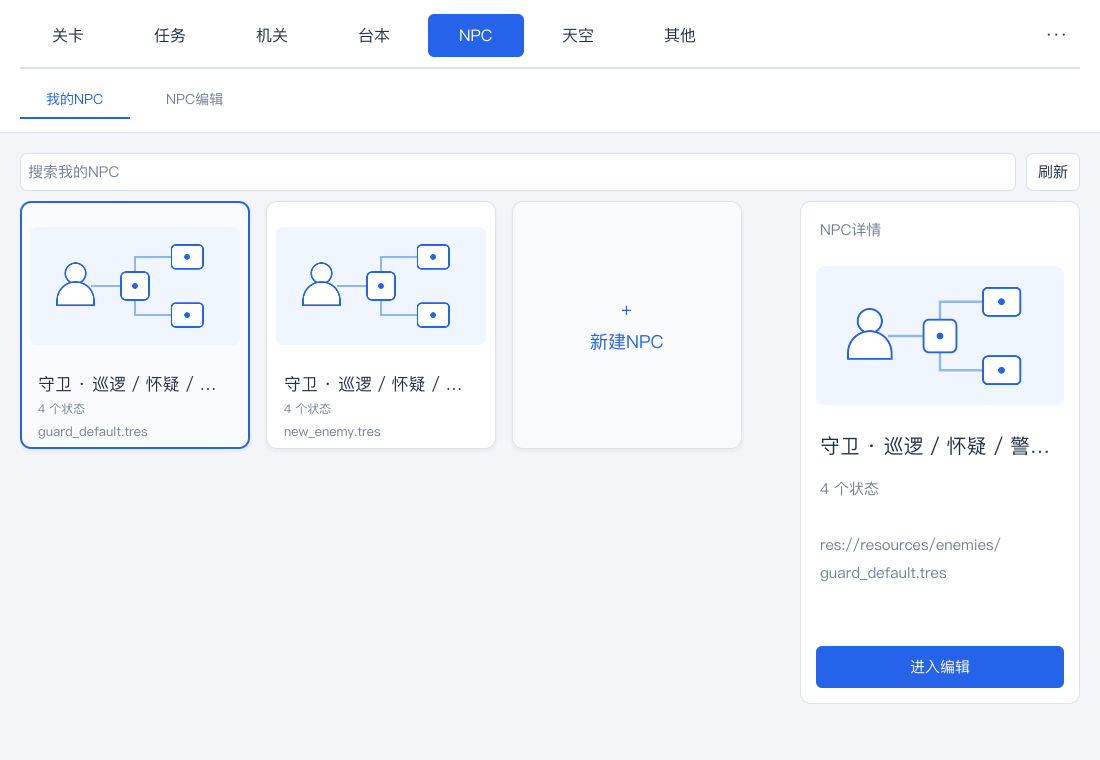 关卡 任务 机关 台本 NPC 天空 其他 ...
我的NPC NPC编辑
搜索我的NPC 刷新
守卫 · 巡逻 / 怀疑 / ...
4 个状态
guard_default.tres
守卫 · 巡逻 / 怀疑 / ...
4 个状态
new_enemy.tres
+
新建NPC
NPC详情
守卫 · 巡逻 / 怀疑 / 警...
4 个状态
res://resources/enemies/
guard_default.tres
进入编辑